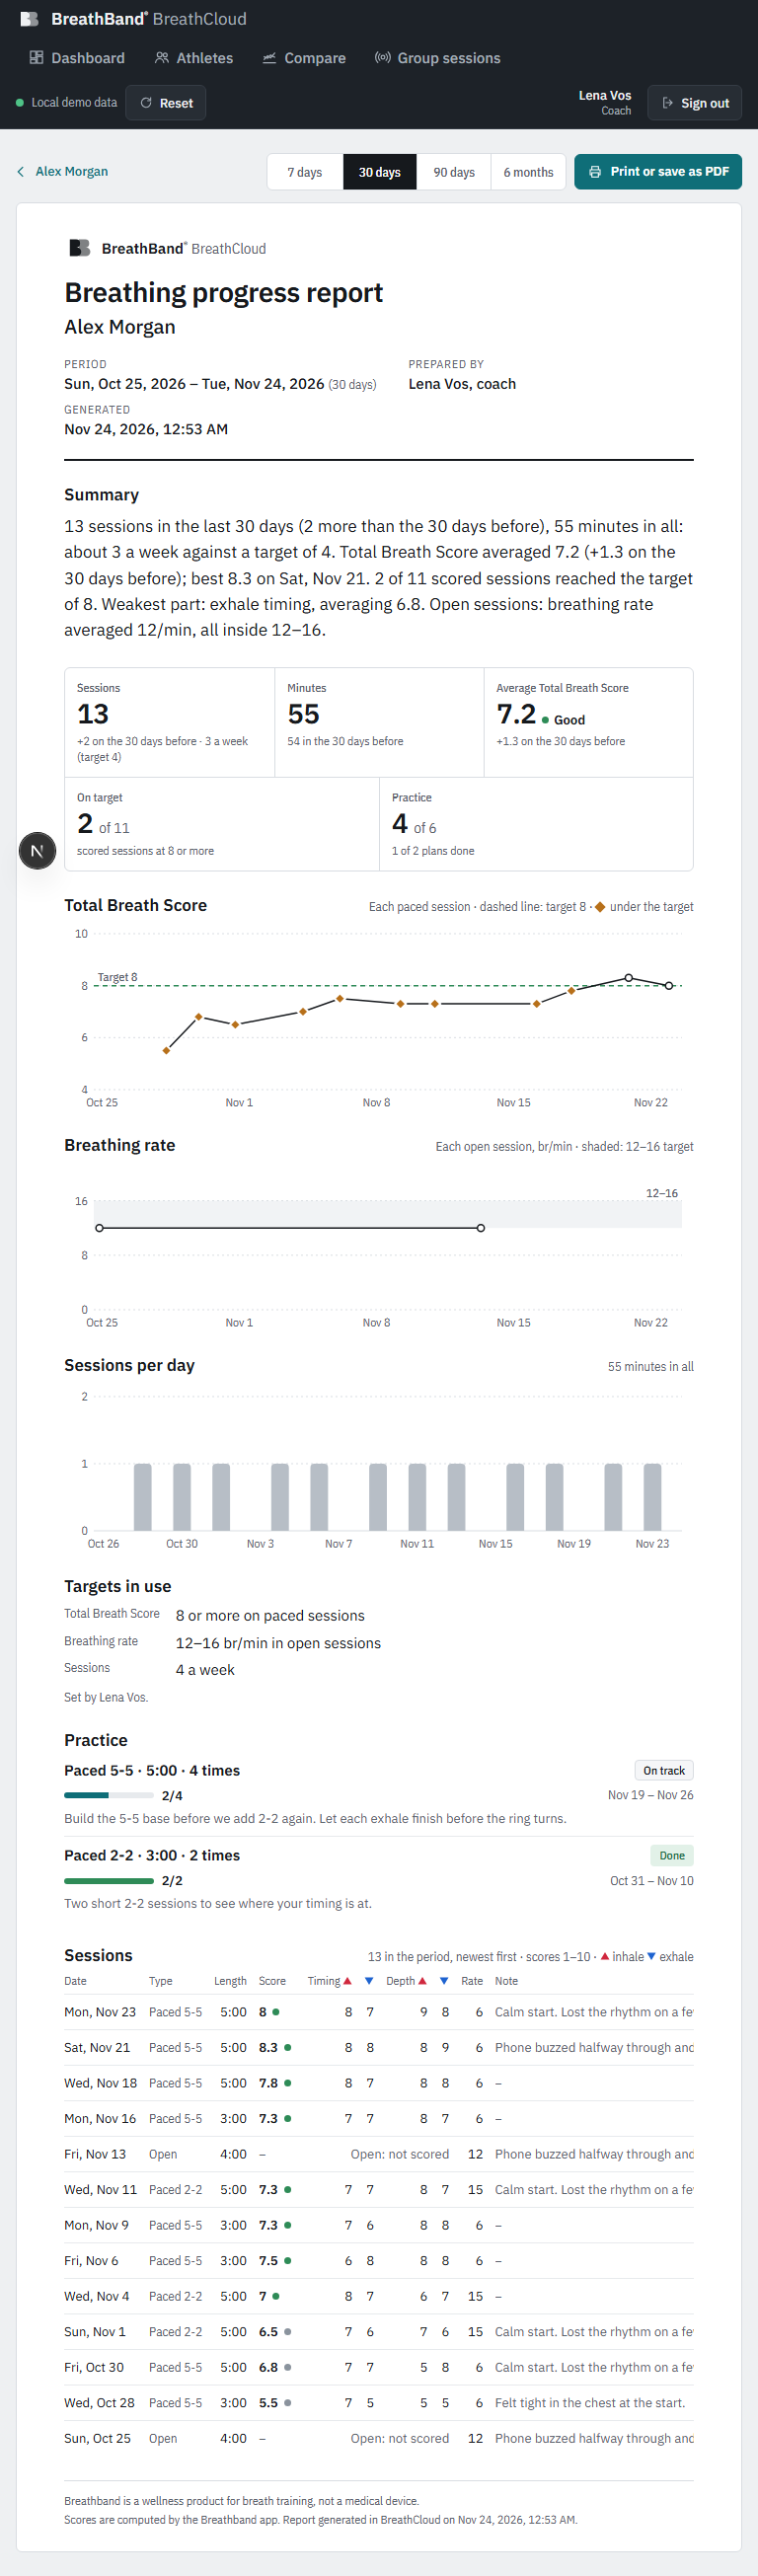 BreathBand° BreathCloud
Dashboard Athletes Compare Group sessions
Local demo data Reset Lena Vos Coach Sign out
Alex Morgan 7 days 30 days 90 days 6 months Print or save as PDF
BreathBand° BreathCloud
Breathing progress report
Alex Morgan
PERIOD PREPARED BY
Sun, Oct 25, 2026 – Tue, Nov 24, 2026 (30 days) Lena Vos, coach
GENERATED
Nov 24, 2026, 12:53 AM
Summary
13 sessions in the last 30 days (2 more than the 30 days before), 55 minutes in all:
about 3 a week against a target of 4. Total Breath Score averaged 7.2 (+1.3 on the
30 days before); best 8.3 on Sat, Nov 21. 2 of 11 scored sessions reached the target
of 8. Weakest part: exhale timing, averaging 6.8. Open sessions: breathing rate
averaged 12/min, all inside 12–16.
Sessions Minutes Average Total Breath Score
13 55 7.2 Good
+2 on the 30 days before · 3 a week 54 in the 30 days before +1.3 on the 30 days before
(target 4)
On target Practice
2 of 11 4 of 6
scored sessions at 8 or more 1 of 2 plans done
N
Total Breath Score Each paced session · dashed line: target 8 · under the target
10
Target 8
8
6
4
Oct 25 Nov 1 Nov 8 Nov 15 Nov 22
Breathing rate Each open session, br/min · shaded: 12–16 target
12–16
16
8
0
Oct 25 Nov 1 Nov 8 Nov 15 Nov 22
Sessions per day 55 minutes in all
2
1
0
Oct 26 Oct 30 Nov 3 Nov 7 Nov 11 Nov 15 Nov 19 Nov 23
Targets in use
Total Breath Score 8 or more on paced sessions
Breathing rate 12–16 br/min in open sessions
Sessions 4 a week
Set by Lena Vos.
Practice
Paced 5-5 · 5:00 · 4 times On track
2/4 Nov 19 – Nov 26
Build the 5-5 base before we add 2-2 again. Let each exhale finish before the ring turns.
Paced 2-2 · 3:00 · 2 times Done
2/2 Oct 31 – Nov 10
Two short 2-2 sessions to see where your timing is at.
Sessions 13 in the period, newest first · scores 1–10 · ▲ inhale ▼ exhale
Date Type Length Score Timing ▲ ▼ Depth ▲ ▼ Rate Note
Mon, Nov 23 Paced 5-5 5:00 8 8 7 9 8 6 Calm start. Lost the rhythm on a fe
Sat, Nov 21 Paced 5-5 5:00 8.3 8 8 8 9 6 Phone buzzed halfway through and
Wed, Nov 18 Paced 5-5 5:00 7.8 8 7 8 8 6 –
Mon, Nov 16 Paced 5-5 3:00 7.3 7 7 8 7 6 –
Fri, Nov 13 Open 4:00 – Open: not scored 12 Phone buzzed halfway through and
Wed, Nov 11 Paced 2-2 5:00 7.3 7 7 8 7 15 Calm start. Lost the rhythm on a fe
Mon, Nov 9 Paced 5-5 3:00 7.3 7 6 8 8 6 –
Fri, Nov 6 Paced 5-5 3:00 7.5 6 8 8 8 6 –
Wed, Nov 4 Paced 2-2 5:00 7 8 7 6 7 15 –
Sun, Nov 1 Paced 2-2 5:00 6.5 7 6 7 6 15 Calm start. Lost the rhythm on a fe
Fri, Oct 30 Paced 5-5 5:00 6.8 7 7 5 8 6 Calm start. Lost the rhythm on a fe
Wed, Oct 28 Paced 5-5 3:00 5.5 7 5 5 5 6 Felt tight in the chest at the start.
Sun, Oct 25 Open 4:00 – Open: not scored 12 Phone buzzed halfway through and
Breathband is a wellness product for breath training, not a medical device.
Scores are computed by the Breathband app. Report generated in BreathCloud on Nov 24, 2026, 12:53 AM.